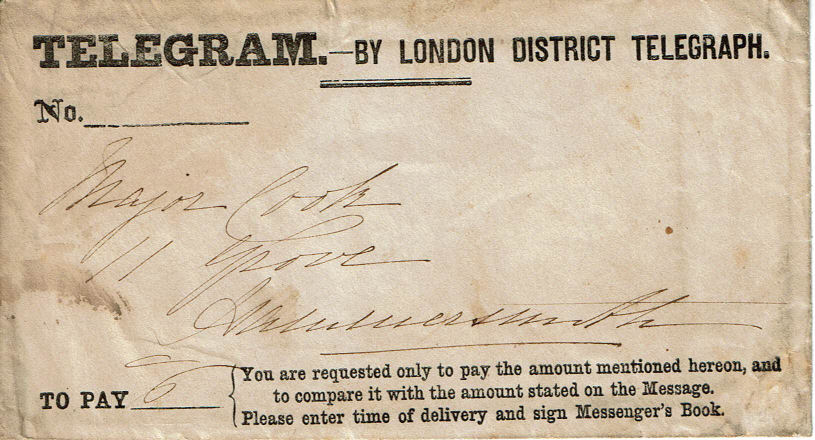 TELEGRAM.—BY LONDON DISTRICT TELEGRAPH.
No.
Major Cook
11 Grove
Hammersmith
TO PAY 6
You are requested only to pay the amount mentioned hereon, and
to compare it with the amount stated on the Message.
Please enter time of delivery and sign Messenger's Book.